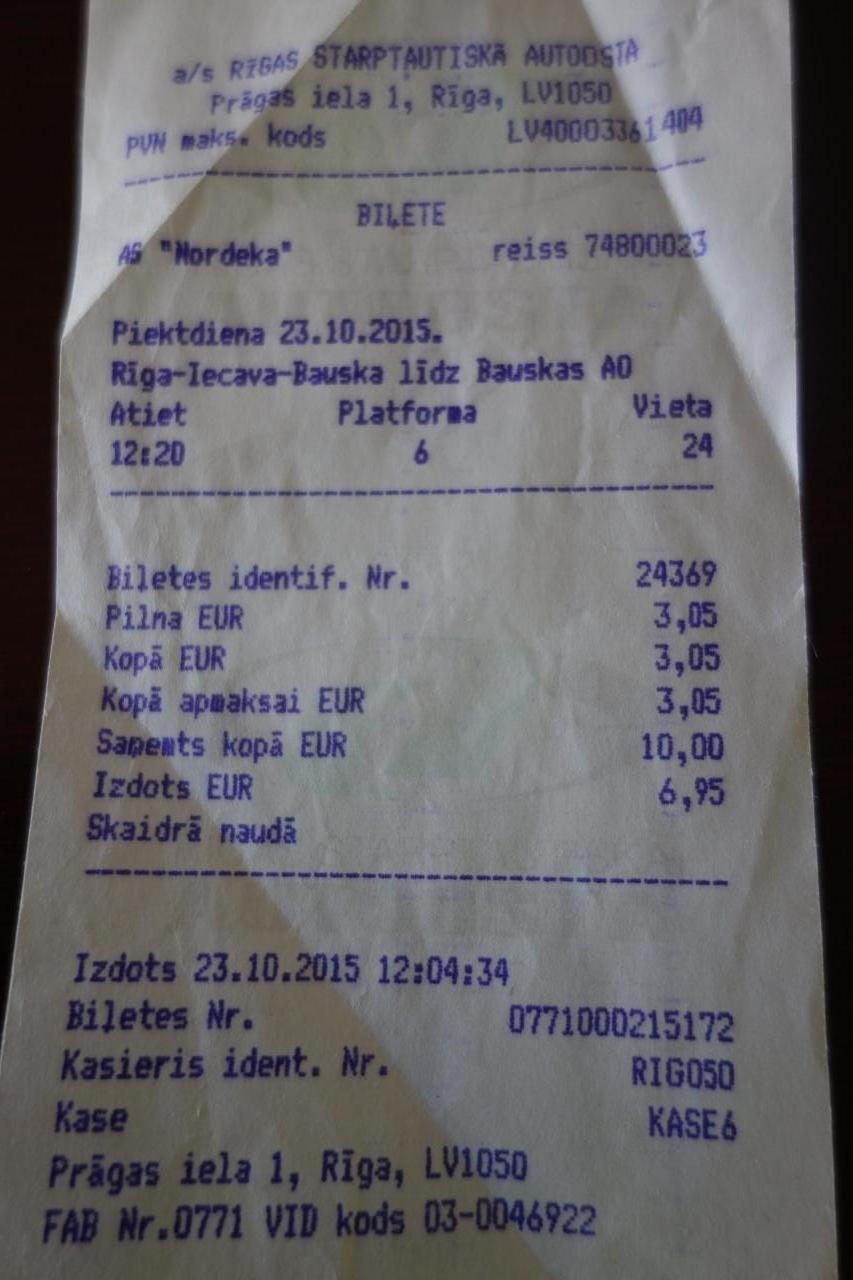 a/s RĪGAS STARPTAUTISKĀ AUTOOSTA
Prāgas iela 1, Rīga, LV1050
PVN maks. kods LV40003361404
BIĻETE
AS "Nordeka" reiss 74800023
Piektdiena 23.10.2015.
Rīga-Iecava-Bauska līdz Bauskas AO
Atiet Platforma Vieta
12:20 6 24
Biļetes identif. Nr. 24369
Pilna EUR 3,05
Kopā EUR 3,05
Kopā apmaksai EUR 3,05
Saņemts kopā EUR 10,00
Izdots EUR 6,95
Skaidrā naudā
Izdots 23.10.2015 12:04:34
Biļetes Nr. 0771000215172
Kasieris ident. Nr. RIG050
Kase KASE6
Prāgas iela 1, Rīga, LV1050
FAB Nr.0771 VID kods 03-0046922